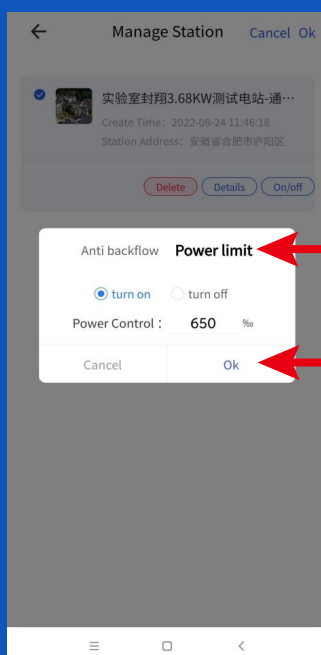 Manage Station Cancel Ok
实验室封翔3.68KW测试电站-通…
Create Time: 2022-08-24 11:46:18
Station Address: 安徽省合肥市庐阳区
Delete Details On/off
Anti backflow Power limit
turn on turn off
Power Control : 650 ‰
Cancel Ok